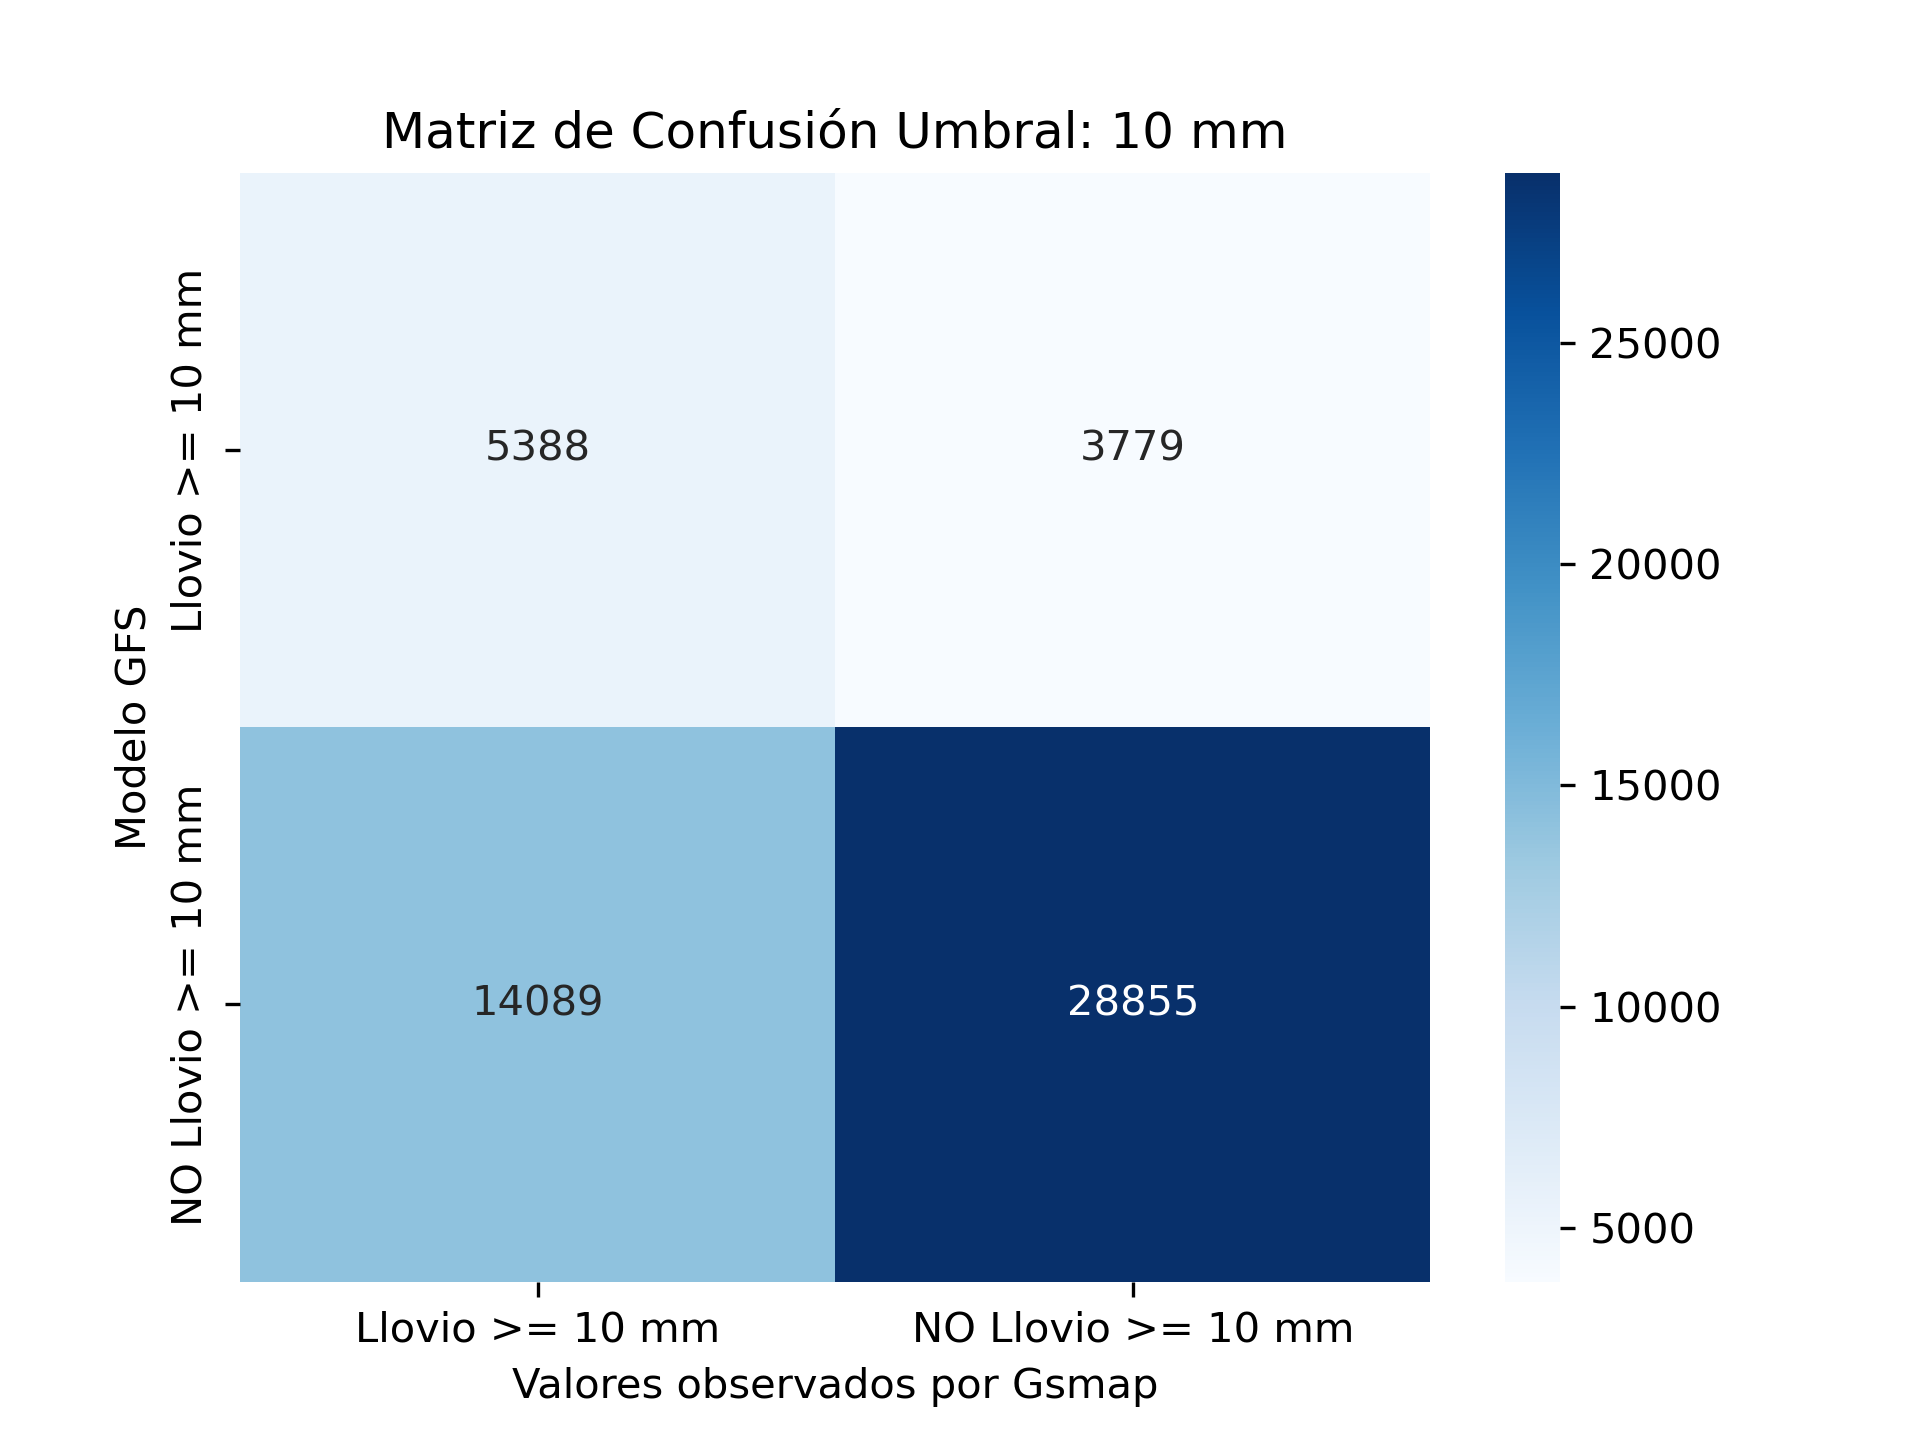 Matriz de Confusión Umbral: 10 mm
Modelo GFS
Llovio >= 10 mm
NO Llovio >= 10 mm
5388
3779
14089
28855
Llovio >= 10 mm
NO Llovio >= 10 mm
Valores observados por Gsmap
25000
20000
15000
10000
5000